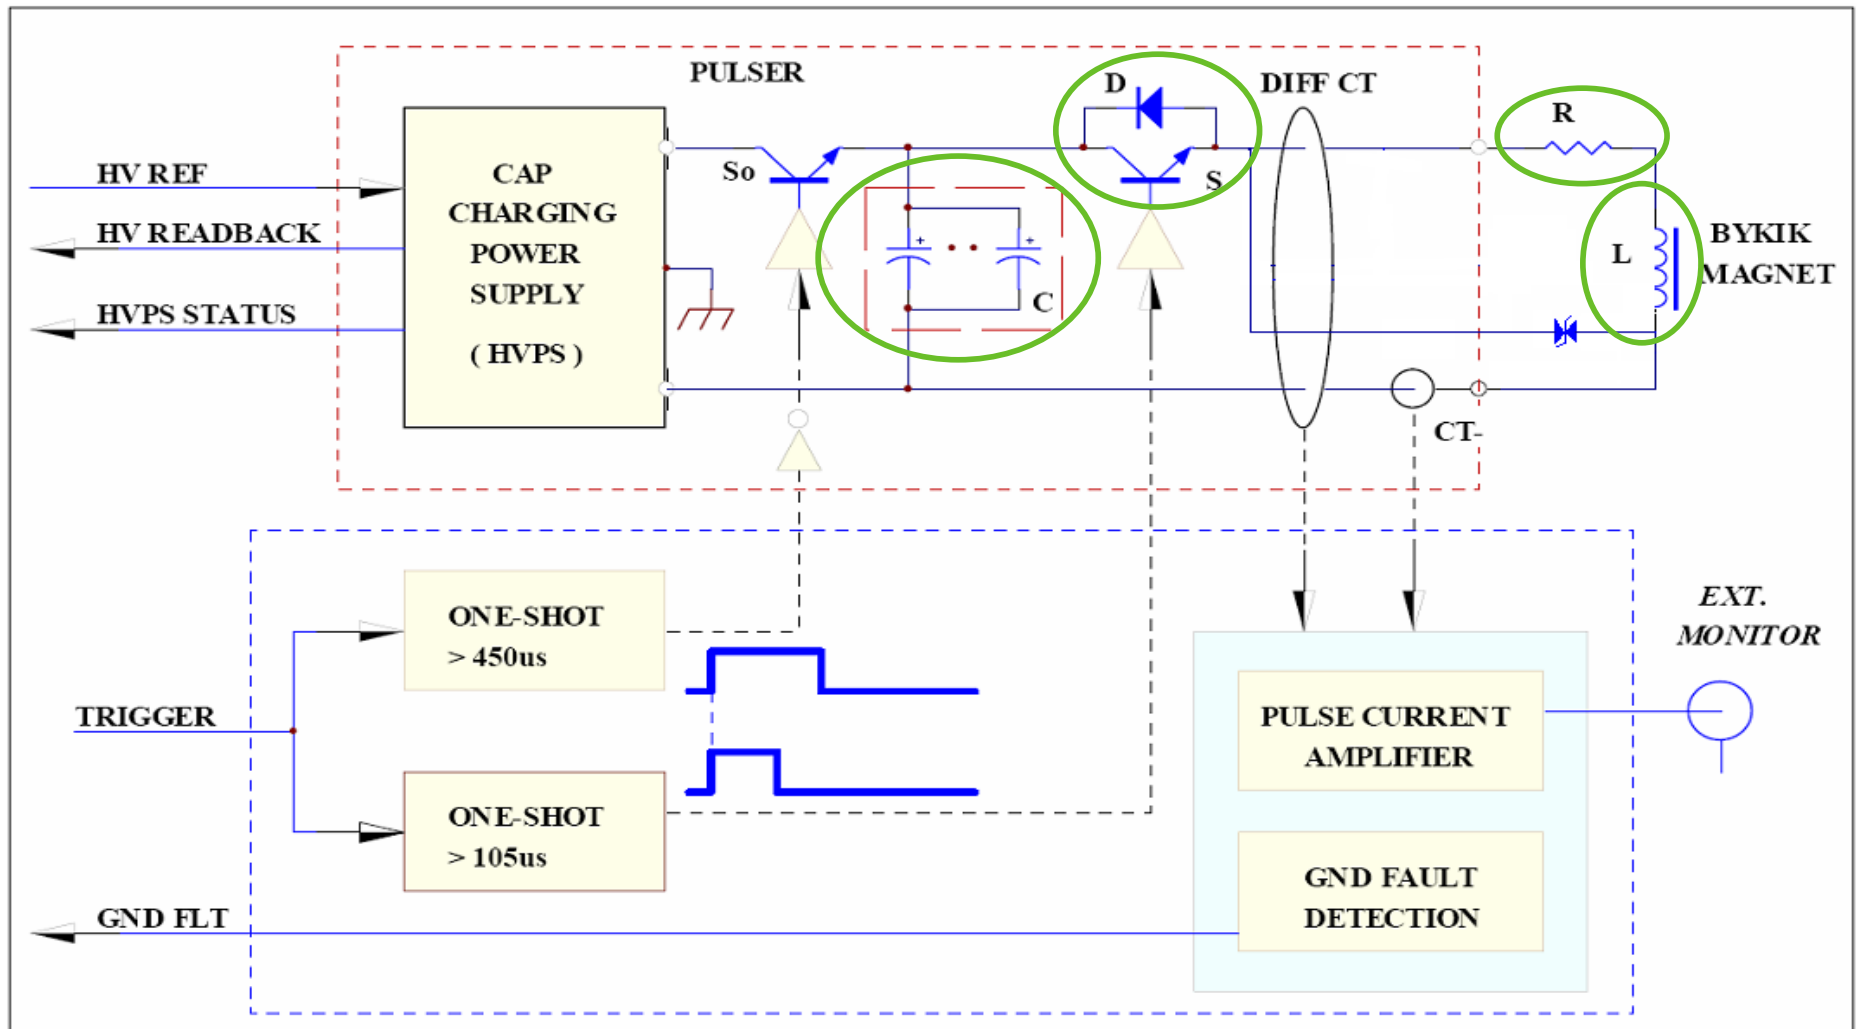 PULSER
D
DIFF CT
R
So
S
CAP
CHARGING
POWER
SUPPLY
( HVPS )
HV REF
HV READBACK
HVPS STATUS
+
+
C
L
BYKIK
MAGNET
CT-
ONE-SHOT
> 450us
TRIGGER
ONE-SHOT
> 105us
GND FLT
EXT.
MONITOR
PULSE CURRENT
AMPLIFIER
GND FAULT
DETECTION